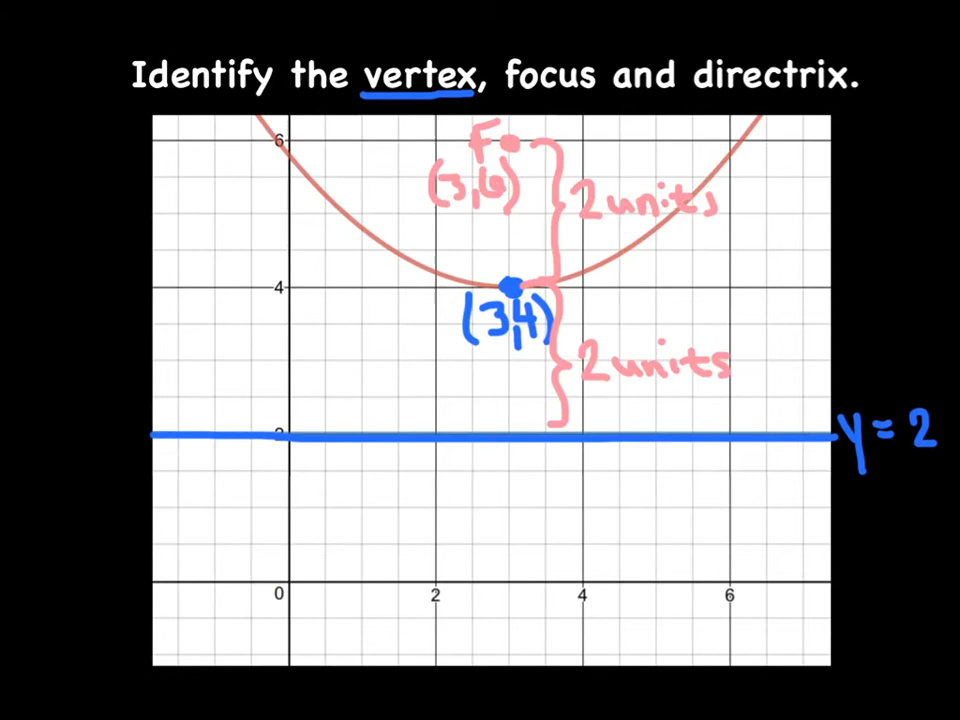 Identify the vertex, focus and directrix.
6
F
(3,6)
2 units
4
(3,4)
2 units
y = 2
0
2
4
6